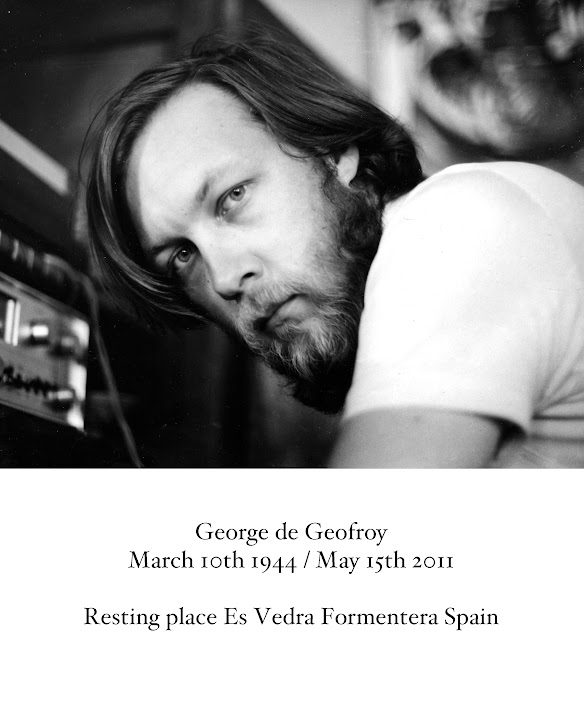 George de Geofroy
March 10th 1944 / May 15th 2011
Resting place Es Vedra Formentera Spain